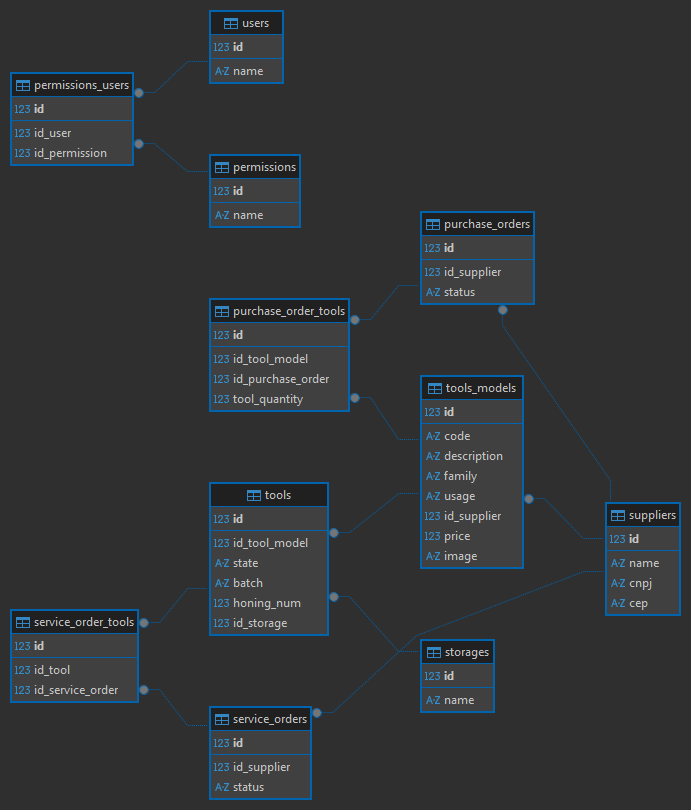 users
123 id
A-Z name
permissions_users
123 id
123 id_user
123 id_permission
permissions
123 id
A-Z name
purchase_orders
123 id
123 id_supplier
A-Z status
purchase_order_tools
123 id
123 id_tool_model
123 id_purchase_order
123 tool_quantity
tools_models
123 id
A-Z code
A-Z description
A-Z family
A-Z usage
123 id_supplier
123 price
A-Z image
tools
123 id
123 id_tool_model
A-Z state
A-Z batch
123 honing_num
123 id_storage
suppliers
123 id
A-Z name
A-Z cnpj
A-Z cep
service_order_tools
123 id
123 id_tool
123 id_service_order
storages
123 id
A-Z name
service_orders
123 id
123 id_supplier
A-Z status